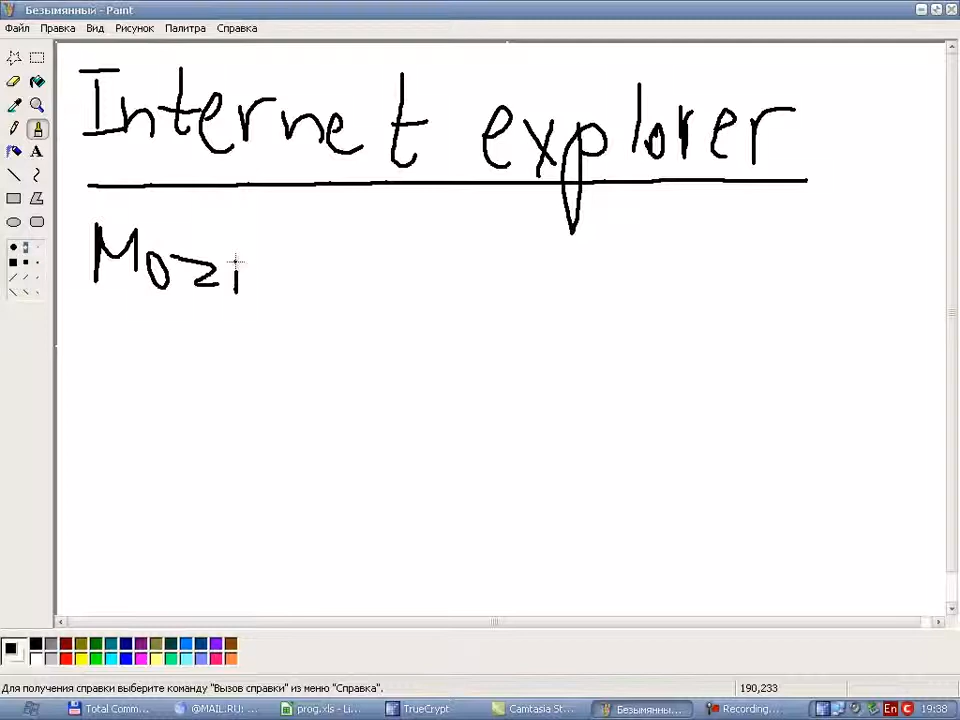 Безымянный - Paint
Файл Правка Вид Рисунок Палитра Справка
Internet explorer
Mozi
Для получения справки выберите команду "Вызов справки" из меню "Справка".
190,233
Total Comm... @MAIL.RU: ... prog.xls - Li... TrueCrypt Camtasia St... Безымянны... Recording... En 19:38